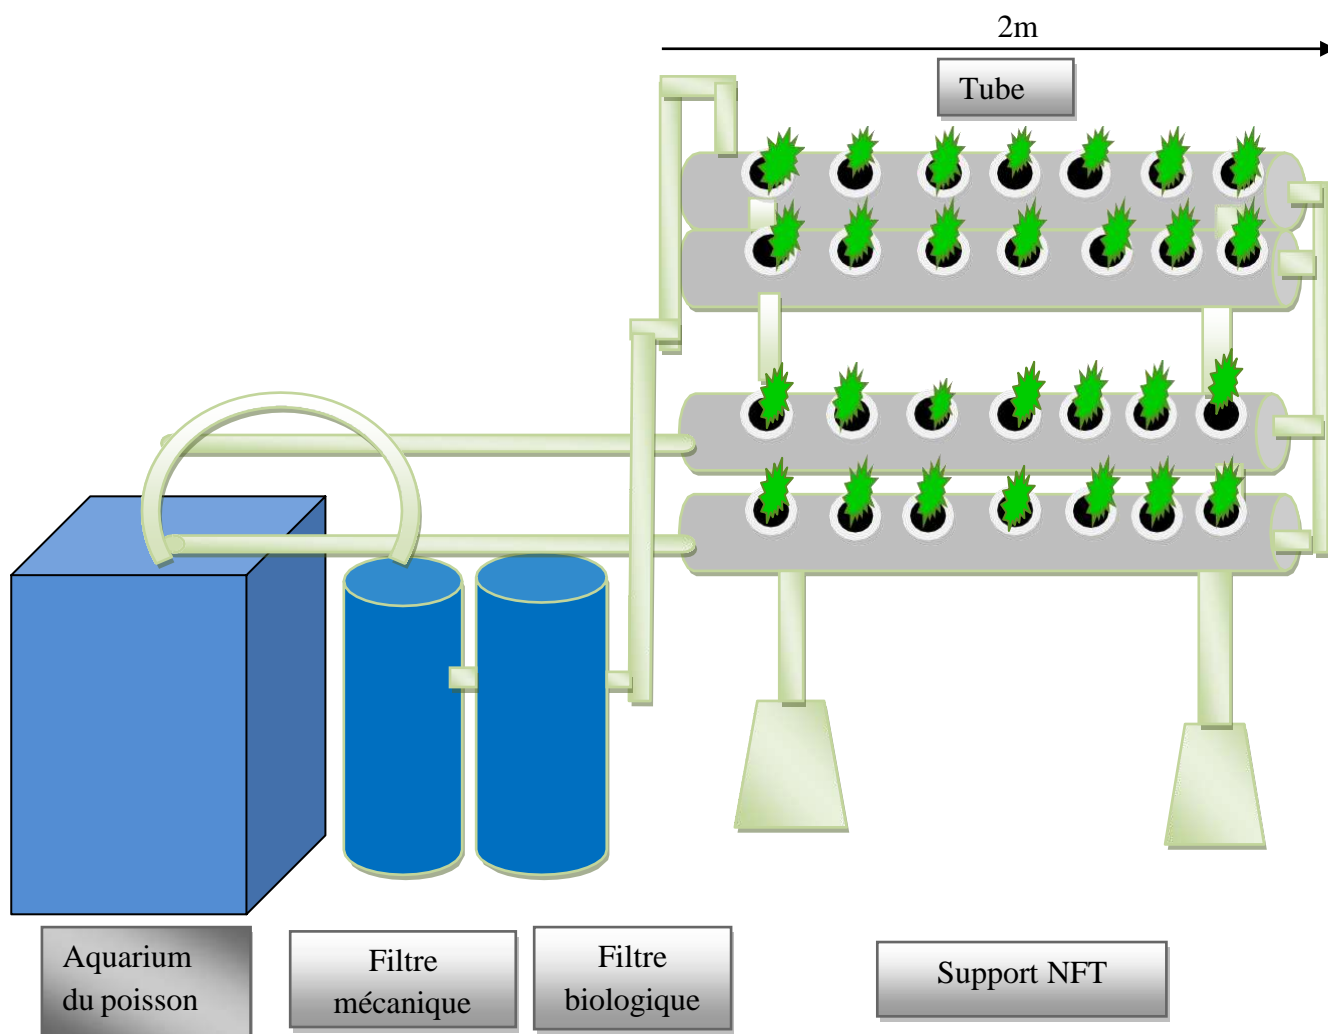 2m
Tube
Aquarium
du poisson
Filtre
mécanique
Filtre
biologique
Support NFT